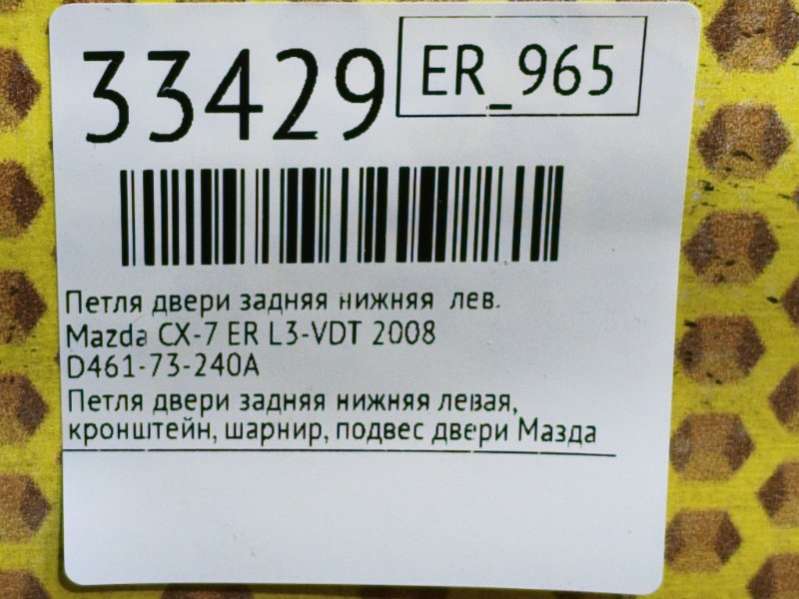 33429
ER_965
Петля двери задняя нижняя лев.
Mazda CX-7 ER L3-VDT 2008
D461-73-240A
Петля двери задняя нижняя левая,
кронштейн, шарнир, подвес двери Мазда